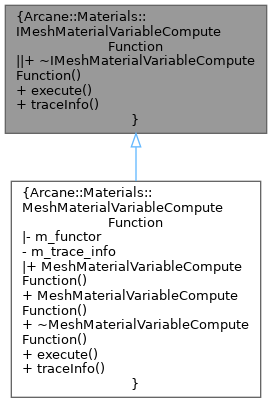 {Arcane::Materials::
IMeshMaterialVariableCompute
Function
||+ ~IMeshMaterialVariableCompute
Function()
+ execute()
+ traceInfo()
}
{Arcane::Materials::
MeshMaterialVariableCompute
Function
|- m_functor
- m_trace_info
|+ MeshMaterialVariableCompute
Function()
+ MeshMaterialVariableCompute
Function()
+ ~MeshMaterialVariableCompute
Function()
+ execute()
+ traceInfo()
}